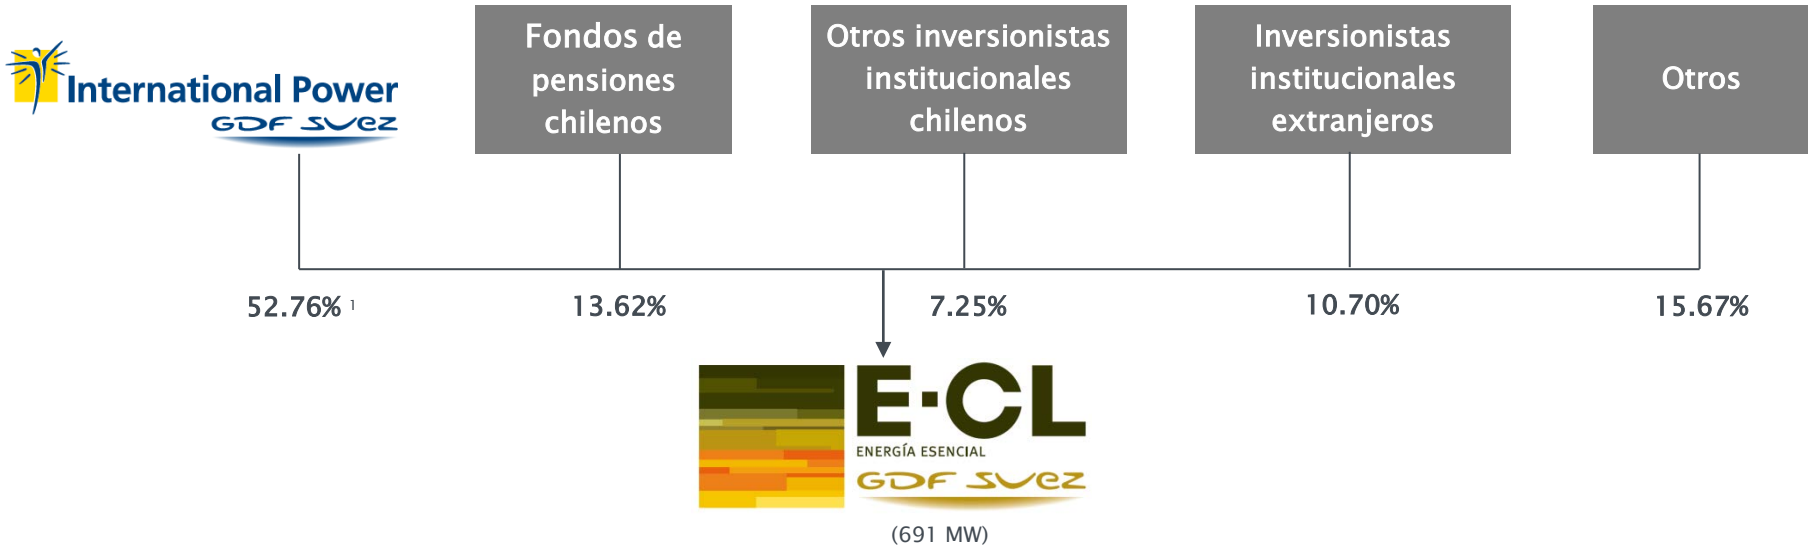 International Power
GDF SUEZ
Fondos de
pensiones
chilenos
Otros inversionistas
institucionales
chilenos
Inversionistas
institucionales
extranjeros
Otros
52.76% 1
13.62%
7.25%
10.70%
15.67%
E·CL
ENERGÍA ESENCIAL
GDF SUEZ
(691 MW)